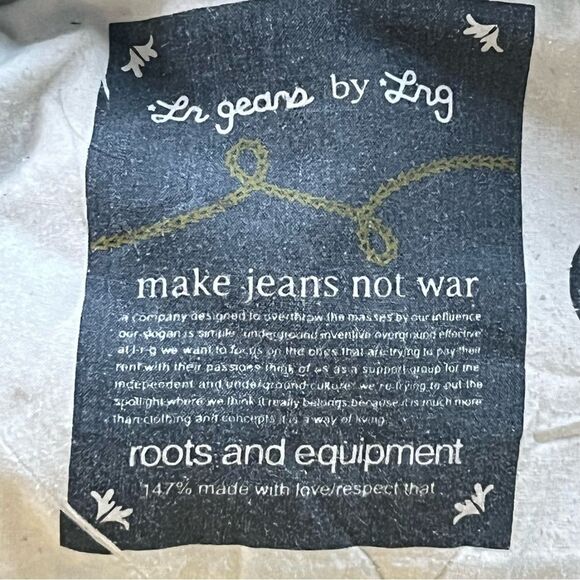 Lr geans by Lrg
make jeans not war
a company designed to overthrow the masses by our influence
our slogan is simple. underground inventive overground effective
at l-r-g we want to focus on the ones that are trying to pay their
rent with their passions think of us as a support group for the
independent and underground culture. we're trying to put the
spotlight where we think it really belongs because it is much more
than clothing and concepts it is a way of living.
roots and equipment
147% made with love/respect that